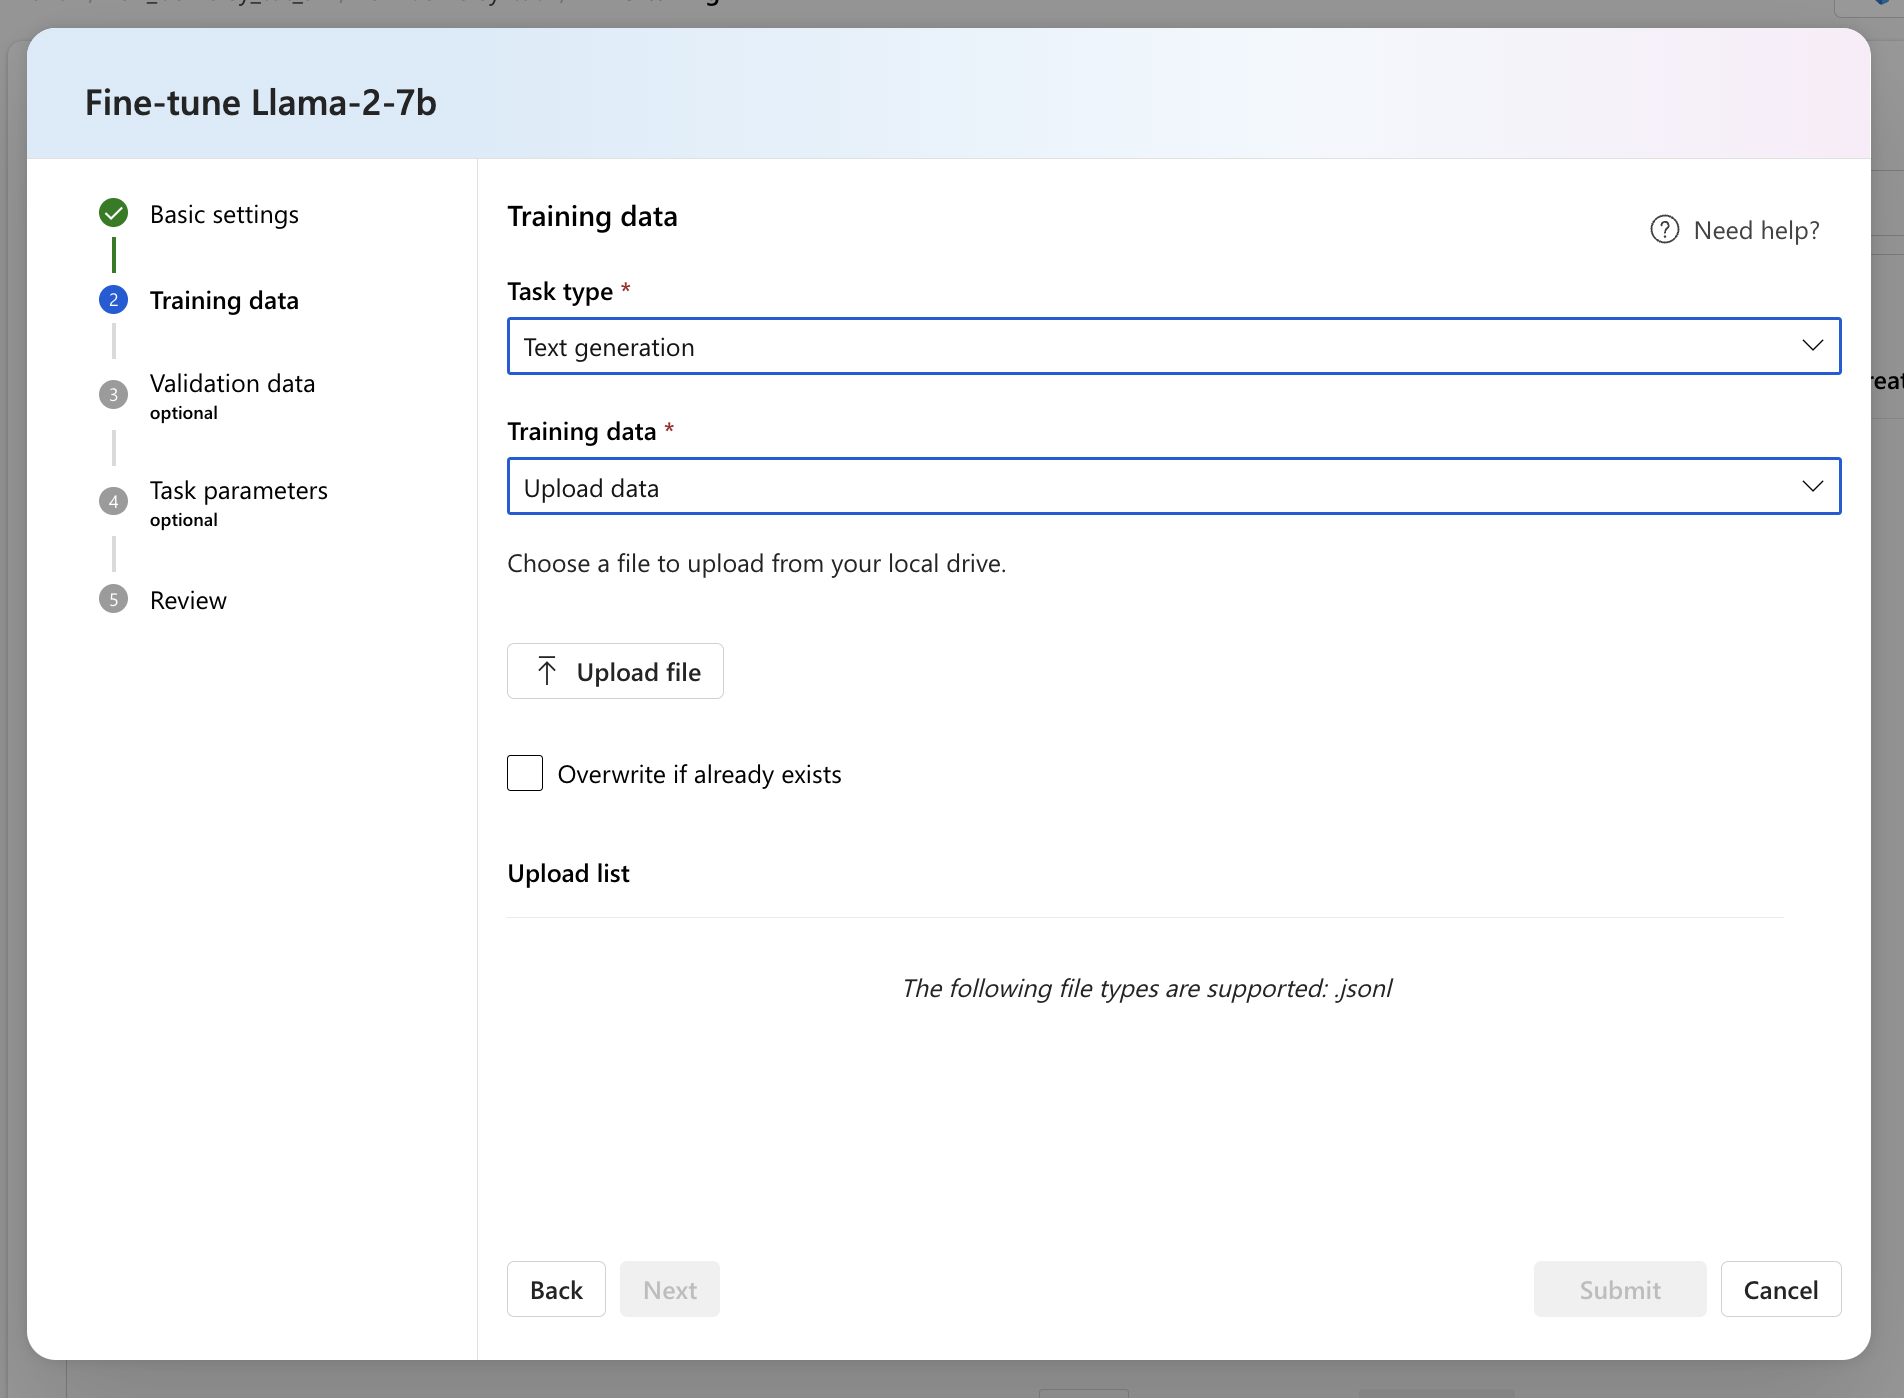 Fine-tune Llama-2-7b
Basic settings
2 Training data
3 Validation data
optional
4 Task parameters
optional
5 Review
Training data
Need help?
Task type *
Text generation
Training data *
Upload data
Choose a file to upload from your local drive.
Upload file
Overwrite if already exists
Upload list
The following file types are supported: .jsonl
Back
Next
Submit
Cancel